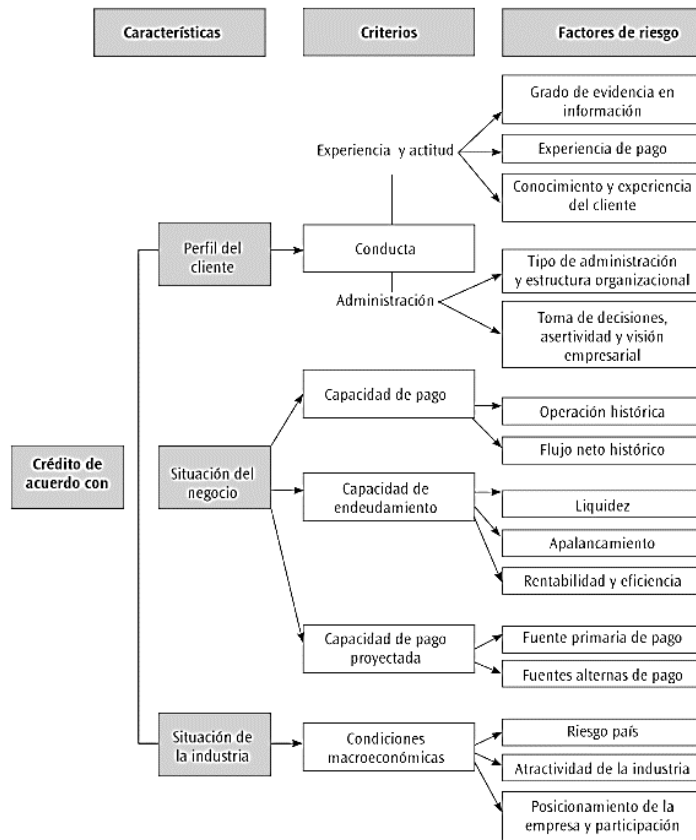 Características
Criterios
Factores de riesgo
Grado de evidencia en
información
Experiencia y actitud
Experiencia de pago
Conocimiento y experiencia
del cliente
Perfil del
cliente
Conducta
Tipo de administración
y estructura organizacional
Administración
Toma de decisiones,
asertividad y visión
empresarial
Capacidad de pago
Operación histórica
Flujo neto histórico
Crédito de
acuerdo con
Situación del
negocio
Capacidad de
endeudamiento
Liquidez
Apalancamiento
Rentabilidad y eficiencia
Capacidad de pago
proyectada
Fuente primaria de pago
Fuentes alternas de pago
Situación de
la industria
Condiciones
macroeconómicas
Riesgo país
Atractividad de la industria
Posicionamiento de la
empresa y participación